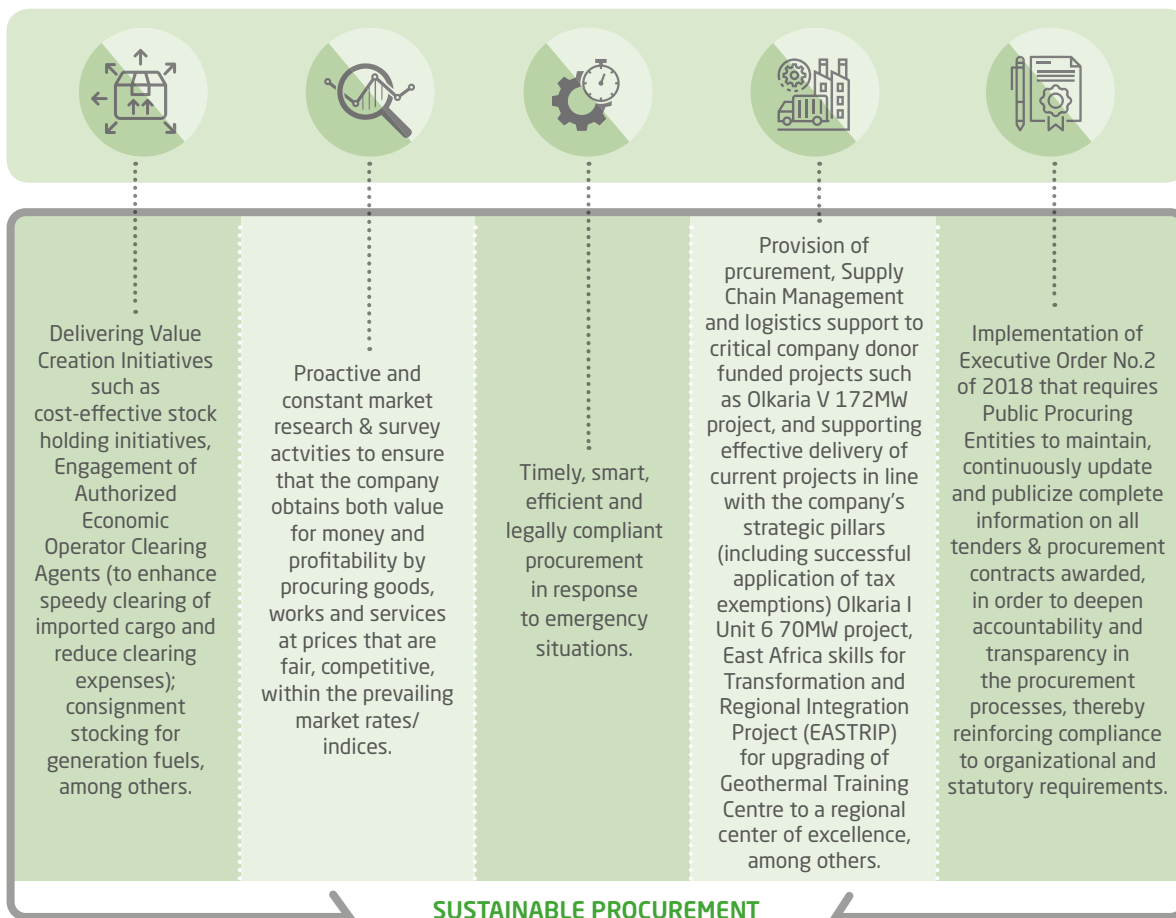 Delivering Value
Creation Initiatives
such as
cost-effective stock
holding initiatives,
Engagement of
Authorized
Economic
Operator Clearing
Agents (to enhance
speedy clearing of
imported cargo and
reduce clearing
expenses);
consignment
stocking for
generation fuels,
among others.
Proactive and
constant market
research & survey
actvities to ensure
that the company
obtains both value
for money and
profitability by
procuring goods,
works and services
at prices that are
fair, competitive,
within the prevailing
market rates/
indices.
Timely, smart,
efficient and
legally compliant
procurement
in response
to emergency
situations.
Provision of
prcurement, Supply
Chain Management
and logistics support to
critical company donor
funded projects such
as Olkaria V 172MW
project, and supporting
effective delivery of
current projects in line
with the company's
strategic pillars
(including successful
application of tax
exemptions) Olkaria I
Unit 6 70MW project,
East Africa skills for
Transformation and
Regional Integration
Project (EASTRIP)
for upgrading of
Geothermal Training
Centre to a regional
center of excellence,
among others.
Implementation of
Executive Order No.2
of 2018 that requires
Public Procuring
Entities to maintain,
continuously update
and publicize complete
information on all
tenders & procurement
contracts awarded,
in order to deepen
accountability and
transparency in
the procurement
processes, thereby
reinforcing compliance
to organizational and
statutory requirements.
SUSTAINABLE PROCUREMENT